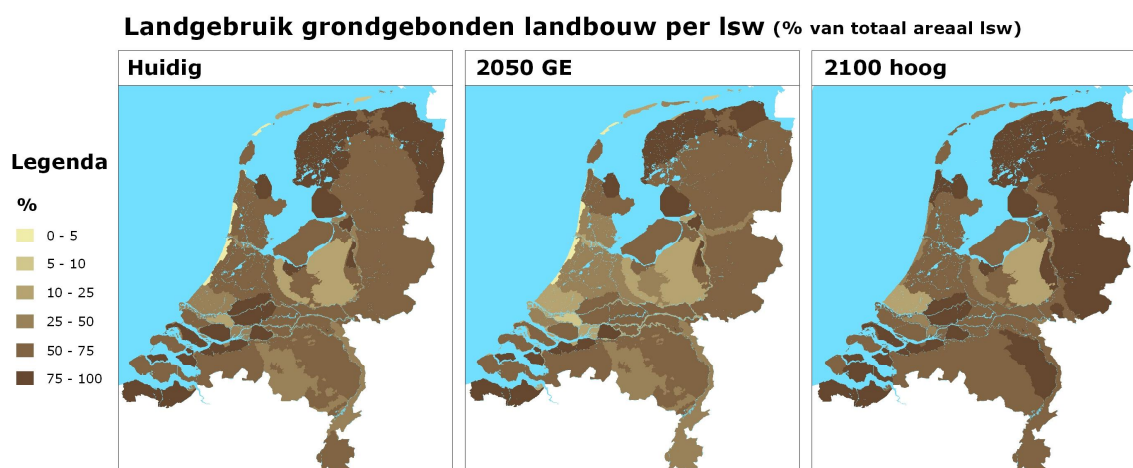 Landgebruik grondgebonden landbouw per lsw (% van totaal areaal lsw)
Huidig
2050 GE
2100 hoog
Legenda
%
0 - 5
5 - 10
10 - 25
25 - 50
50 - 75
75 - 100